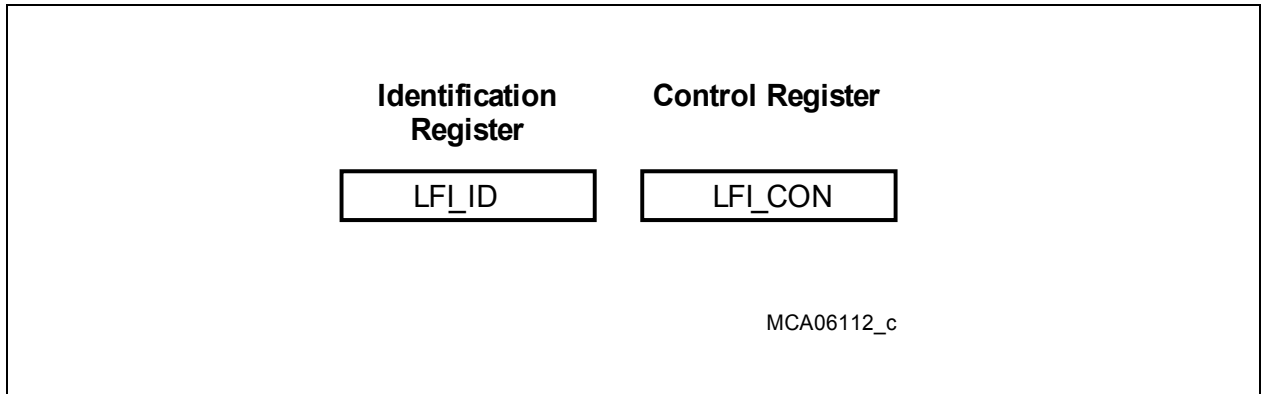 Identification Register
Control Register
LFI_ID
LFI_CON
MCA06112_c